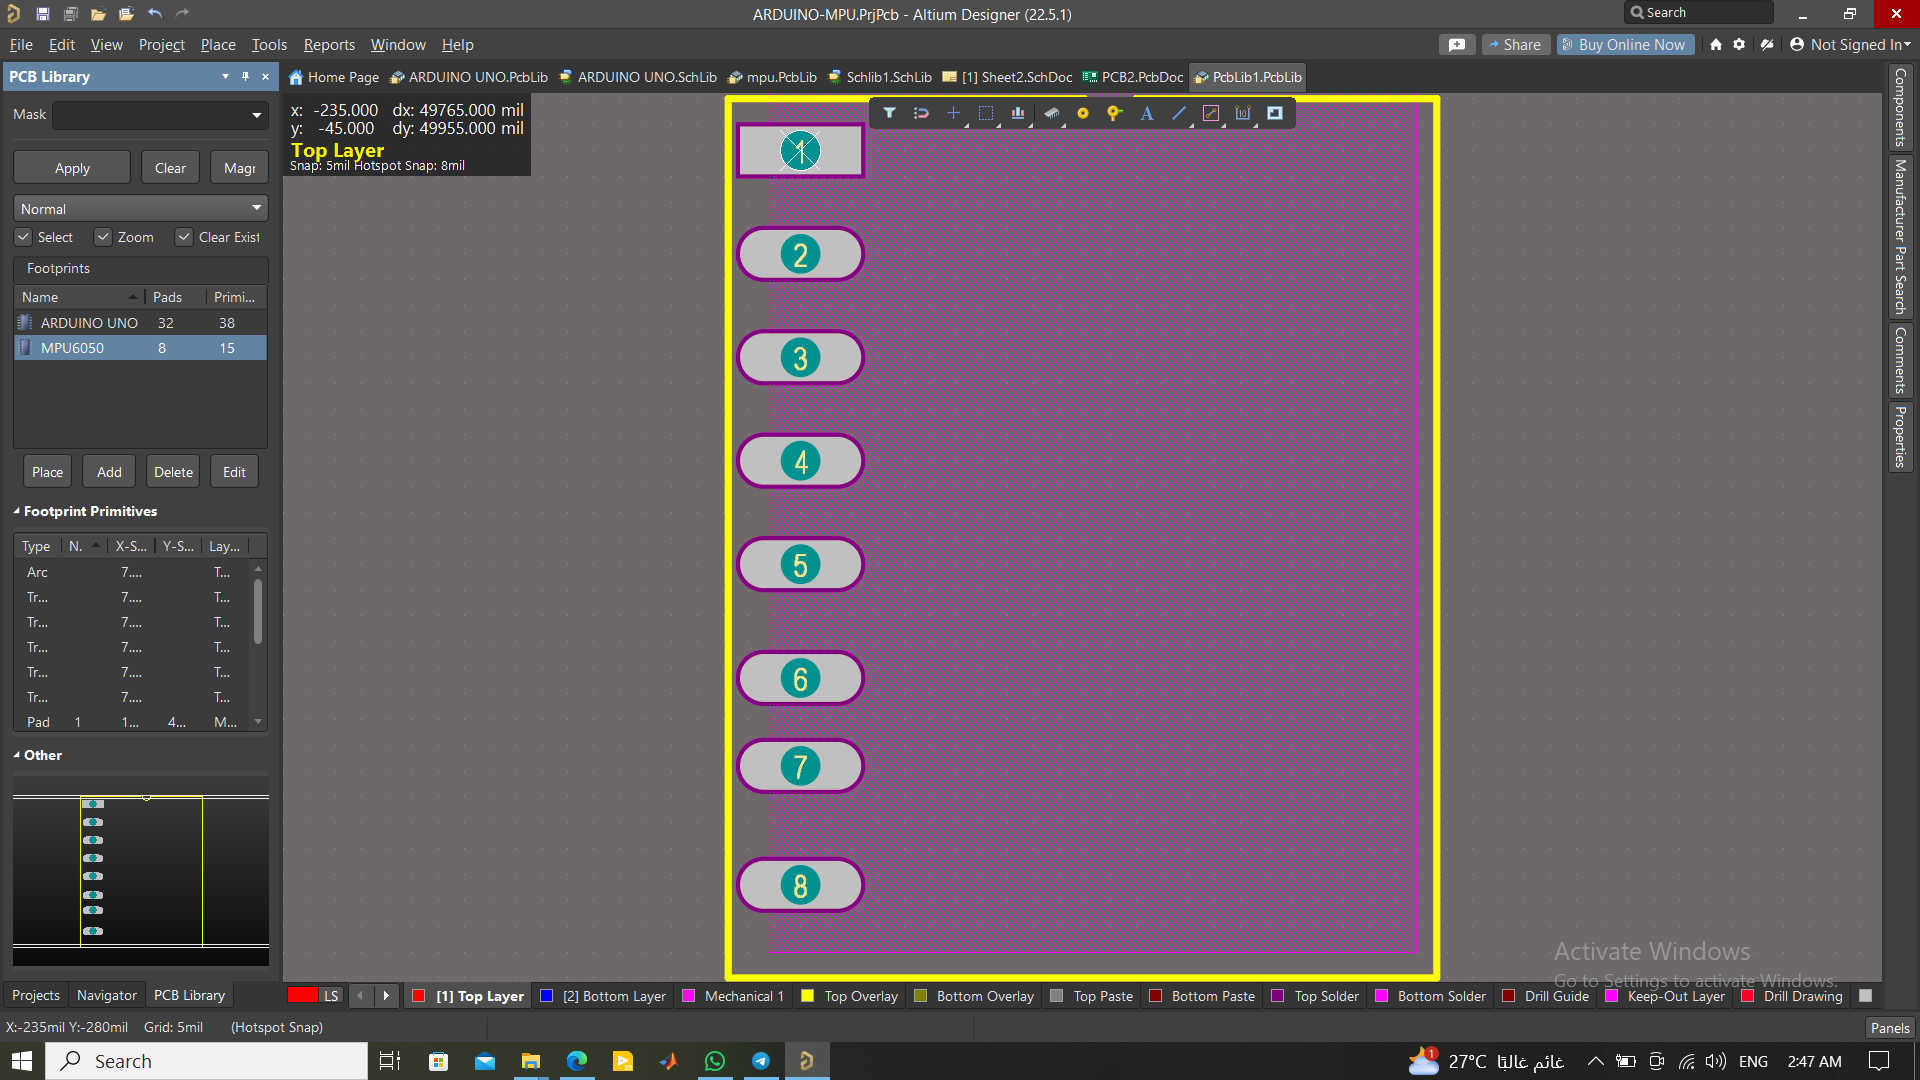 ARDUINO-MPU.PrjPcb - Altium Designer (22.5.1)
Search
File Edit View Project Place Tools Reports Window Help
Share
Buy Online Now
Not Signed In
PCB Library
Home Page
ARDUINO UNO.PcbLib
ARDUINO UNO.SchLib
mpu.PcbLib
Schlib1.SchLib
[1] Sheet2.SchDoc
PCB2.PcbDoc
PcbLib1.PcbLib
Mask
Apply
Clear
Magr
Normal
Select
Zoom
Clear Exist
Footprints
Name Pads Primi...
ARDUINO UNO 32 38
MPU6050 8 15
Place
Add
Delete
Edit
Footprint Primitives
Type N. X-S... Y-S... Lay...
Arc 7.... T...
Tr... 7.... T...
Tr... 7.... T...
Tr... 7.... T...
Tr... 7.... T...
Tr... 7.... T...
Pad 1 1... 4... M...
Other
Projects
Navigator
PCB Library
x: -235.000 dx: 49765.000 mil
y: -45.000 dy: 49955.000 mil
Top Layer
Snap: 5mil Hotspot Snap: 8mil
1
2
3
4
5
6
7
8
Components
Manufacturer Part Search
Comments
Properties
Activate Windows
Go to Settings to activate Windows.
LS
[1] Top Layer
[2] Bottom Layer
Mechanical 1
Top Overlay
Bottom Overlay
Top Paste
Bottom Paste
Top Solder
Bottom Solder
Drill Guide
Keep-Out Layer
Drill Drawing
X:-235mil Y:-280mil Grid: 5mil (Hotspot Snap)
Panels
Search
1
27°C غائم غالبًا
ENG
2:47 AM